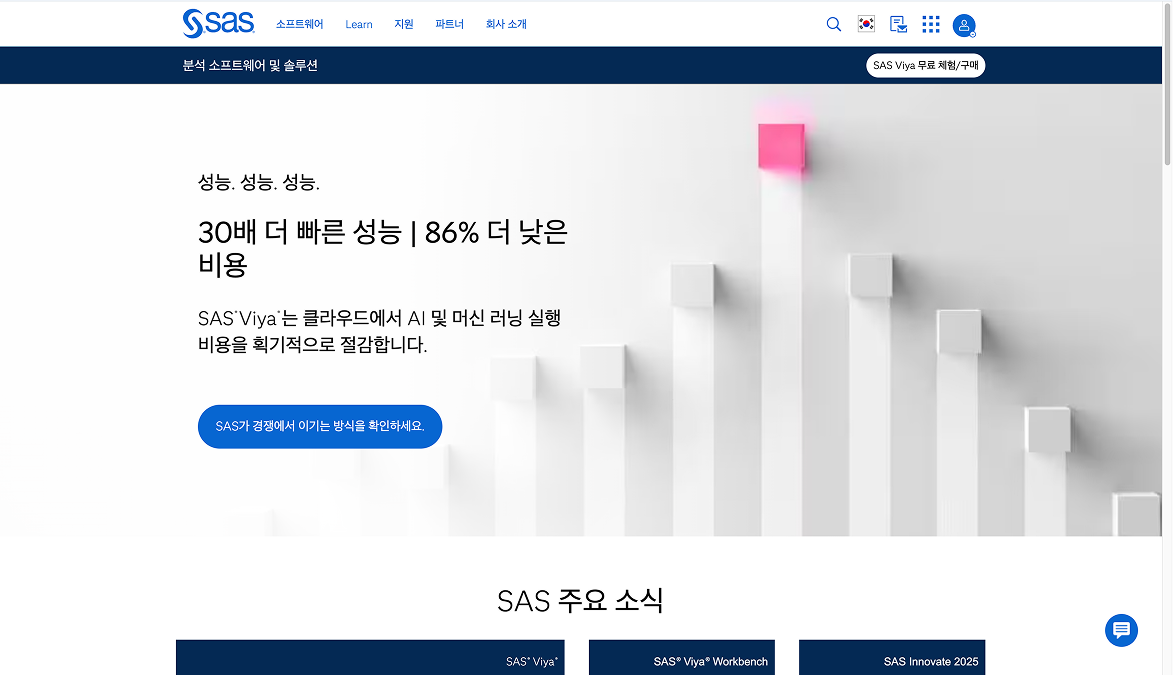 sas
소프트웨어
Learn
지원
파트너
회사 소개
분석 소프트웨어 및 솔루션
SAS Viya 무료 체험/구매
성능. 성능. 성능.
30배 더 빠른 성능 | 86% 더 낮은
비용
SAS® Viya®는 클라우드에서 AI 및 머신 러닝 실행
비용을 획기적으로 절감합니다.
SAS가 경쟁에서 이기는 방식을 확인하세요.
SAS 주요 소식
SAS® Viya®
SAS® Viya® Workbench
SAS Innovate 2025